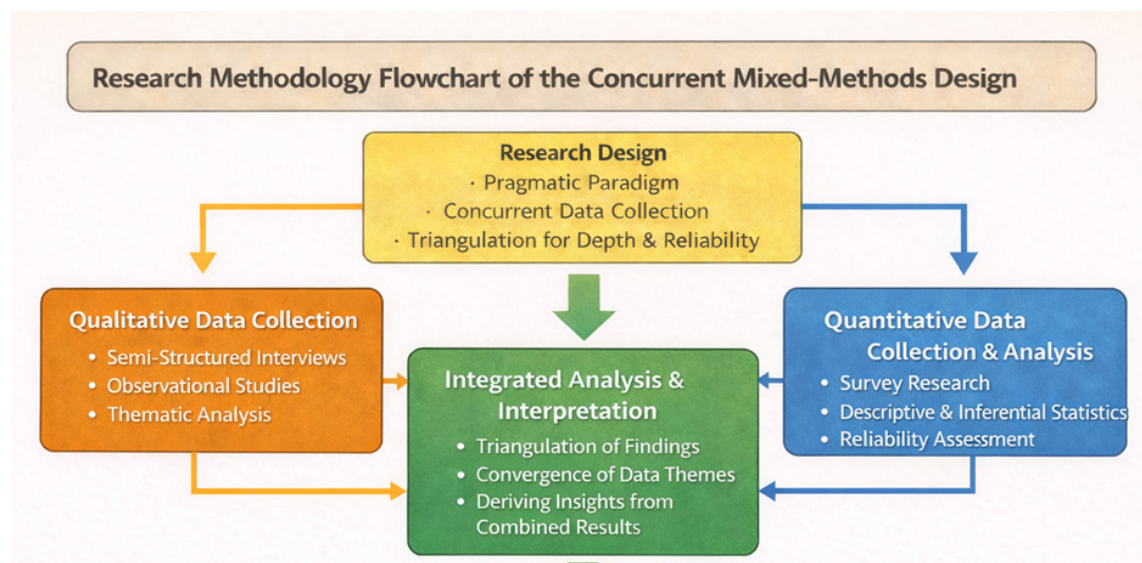 Research Methodology Flowchart of the Concurrent Mixed-Methods Design
Research Design
· Pragmatic Paradigm
· Concurrent Data Collection
· Triangulation for Depth & Reliability
Qualitative Data Collection
• Semi-Structured Interviews
• Observational Studies
• Thematic Analysis
Quantitative Data
Collection & Analysis
• Survey Research
• Descriptive & Inferential Statistics
• Reliability Assessment
Integrated Analysis &
Interpretation
• Triangulation of Findings
• Convergence of Data Themes
• Deriving Insights from
Combined Results